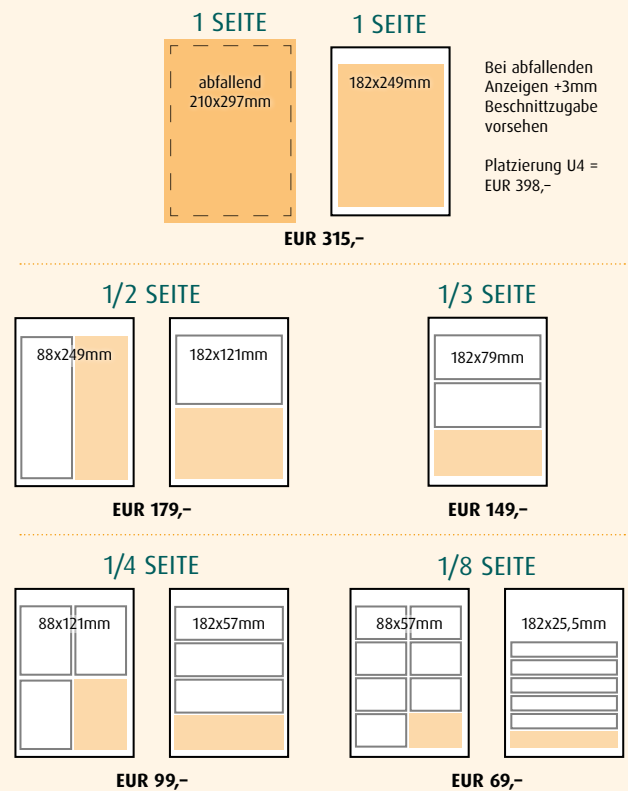 1 SEITE
1 SEITE
abfallend
210x297mm
182x249mm
Bei abfallenden
Anzeigen +3mm
Beschnittzugabe
vorsehen
Platzierung U4 =
EUR 398,–
EUR 315,–
1/2 SEITE
1/3 SEITE
88x249mm
182x121mm
182x79mm
EUR 179,–
EUR 149,–
1/4 SEITE
1/8 SEITE
88x121mm
182x57mm
88x57mm
182x25,5mm
EUR 99,–
EUR 69,–